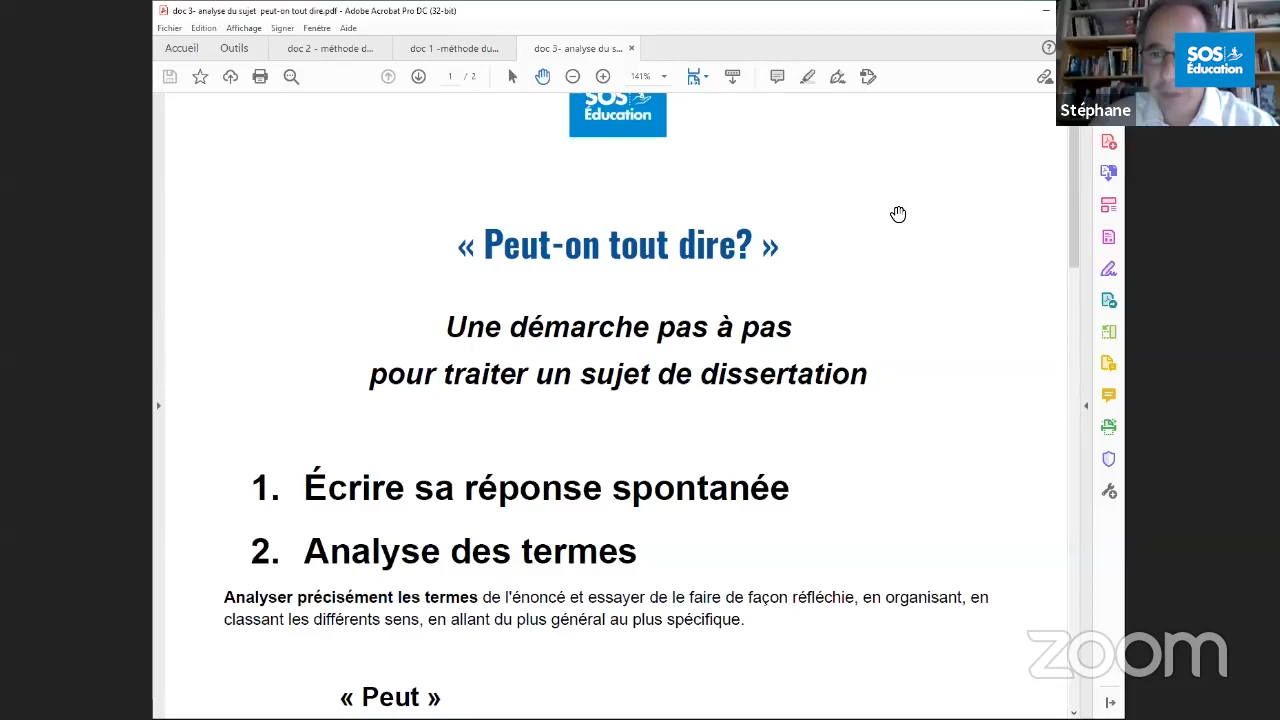 doc 3- analyse du sujet peut-on tout dire.pdf - Adobe Acrobat Pro DC (32-bit)
Fichier Edition Affichage Signer Fenêtre Aide
Accueil Outils doc 2 - méthode d... doc 1 -méthode du... doc 3- analyse du s... ×
1 / 2 141%
SOS
Éducation
Stéphane
SOS
Éducation
« Peut-on tout dire? »
Une démarche pas à pas
pour traiter un sujet de dissertation
1. Écrire sa réponse spontanée
2. Analyse des termes
Analyser précisément les termes de l'énoncé et essayer de le faire de façon réfléchie, en organisant, en
classant les différents sens, en allant du plus général au plus spécifique.
« Peut »
zoom